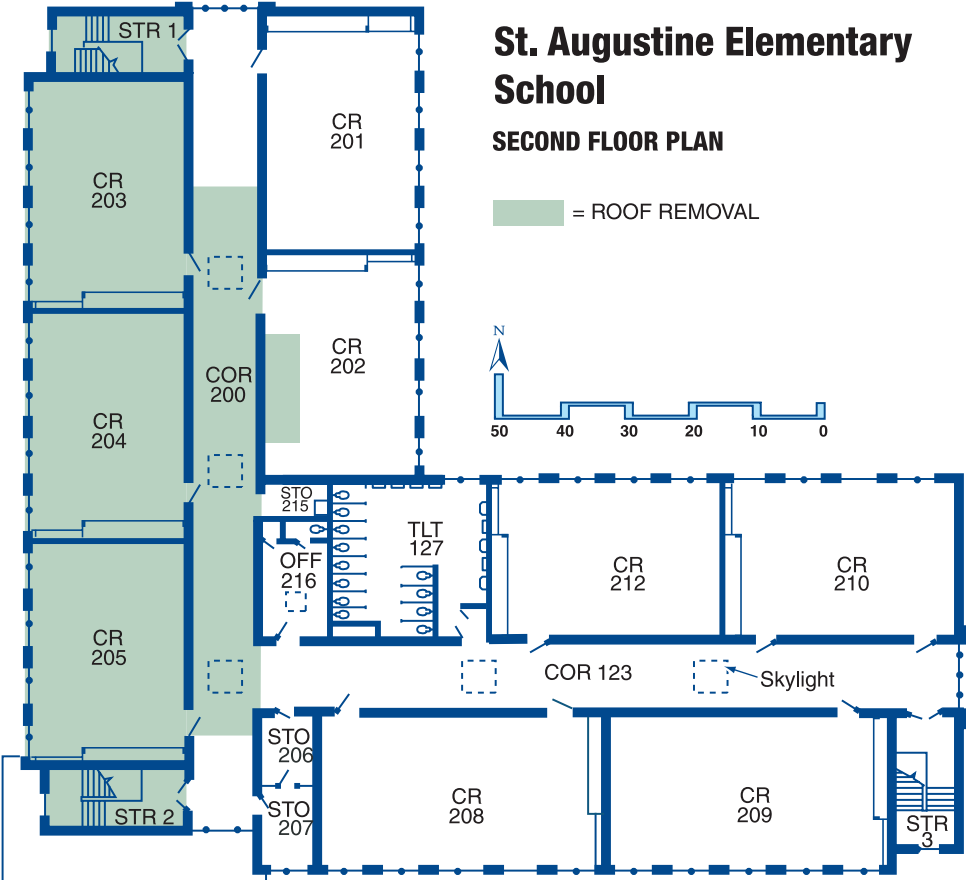 St. Augustine Elementary
School
SECOND FLOOR PLAN
= ROOF REMOVAL
STR 1
CR
201
CR
203
CR
202
COR
200
CR
204
N
50 40 30 20 10 0
STO
215
TLT
127
OFF
216
CR
212
CR
210
CR
205
COR 123
Skylight
STO
206
STO
207
STR 2
CR
208
CR
209
STR
3